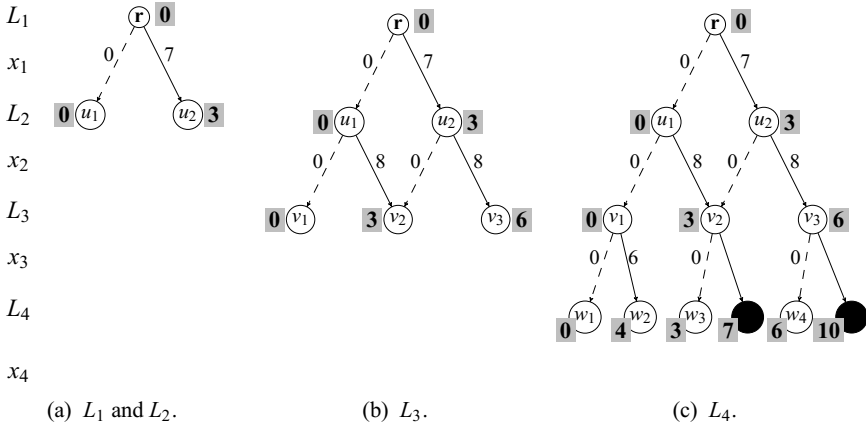 L1 r 0 r 0 r 0
x1 0 7 0 7 0 7
L2 0 u1 u2 3 0 u1 u2 3 0 u1 u2 3
x2 0 8 0 8 0 8 0 8
L3 0 v1 3 v2 v3 6 0 v1 3 v2 v3 6
x3 0 6 0 0
L4 0 w1 4 w2 3 w3 7 6 w4 10
x4
(a) L1 and L2. (b) L3. (c) L4.